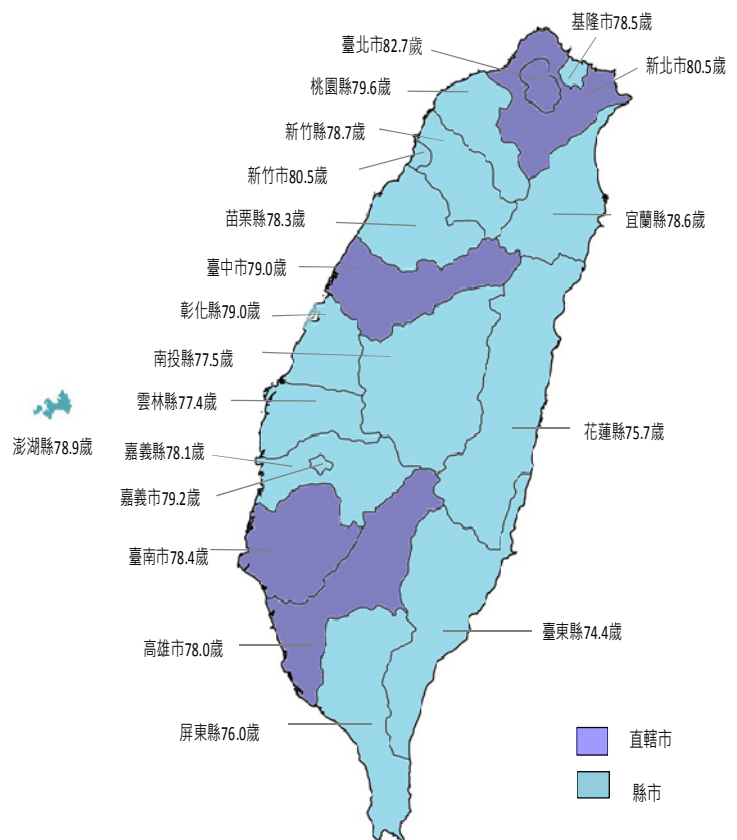 基隆市78.5歲
臺北市82.7歲
新北市80.5歲
桃園縣79.6歲
新竹縣78.7歲
新竹市80.5歲
苗栗縣78.3歲
宜蘭縣78.6歲
臺中市79.0歲
彰化縣79.0歲
南投縣77.5歲
雲林縣77.4歲
花蓮縣75.7歲
澎湖縣78.9歲
嘉義縣78.1歲
嘉義市79.2歲
臺南市78.4歲
臺東縣74.4歲
高雄市78.0歲
屏東縣76.0歲
直轄市
縣市